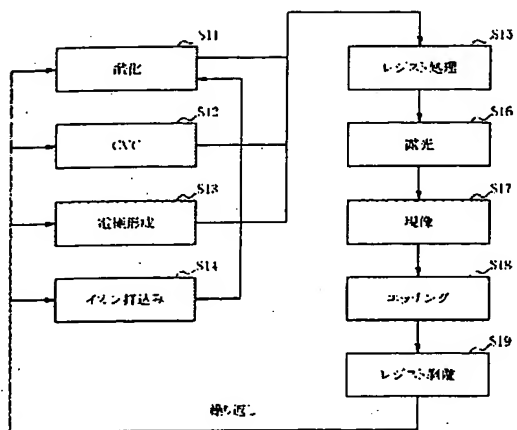 S11
酸化
S12
CVC
S13
電極形成
S14
イオン打込み
S15
レジスト処理
S16
露光
S17
現像
S18
エッチング
S19
レジスト剥離
繰り返し